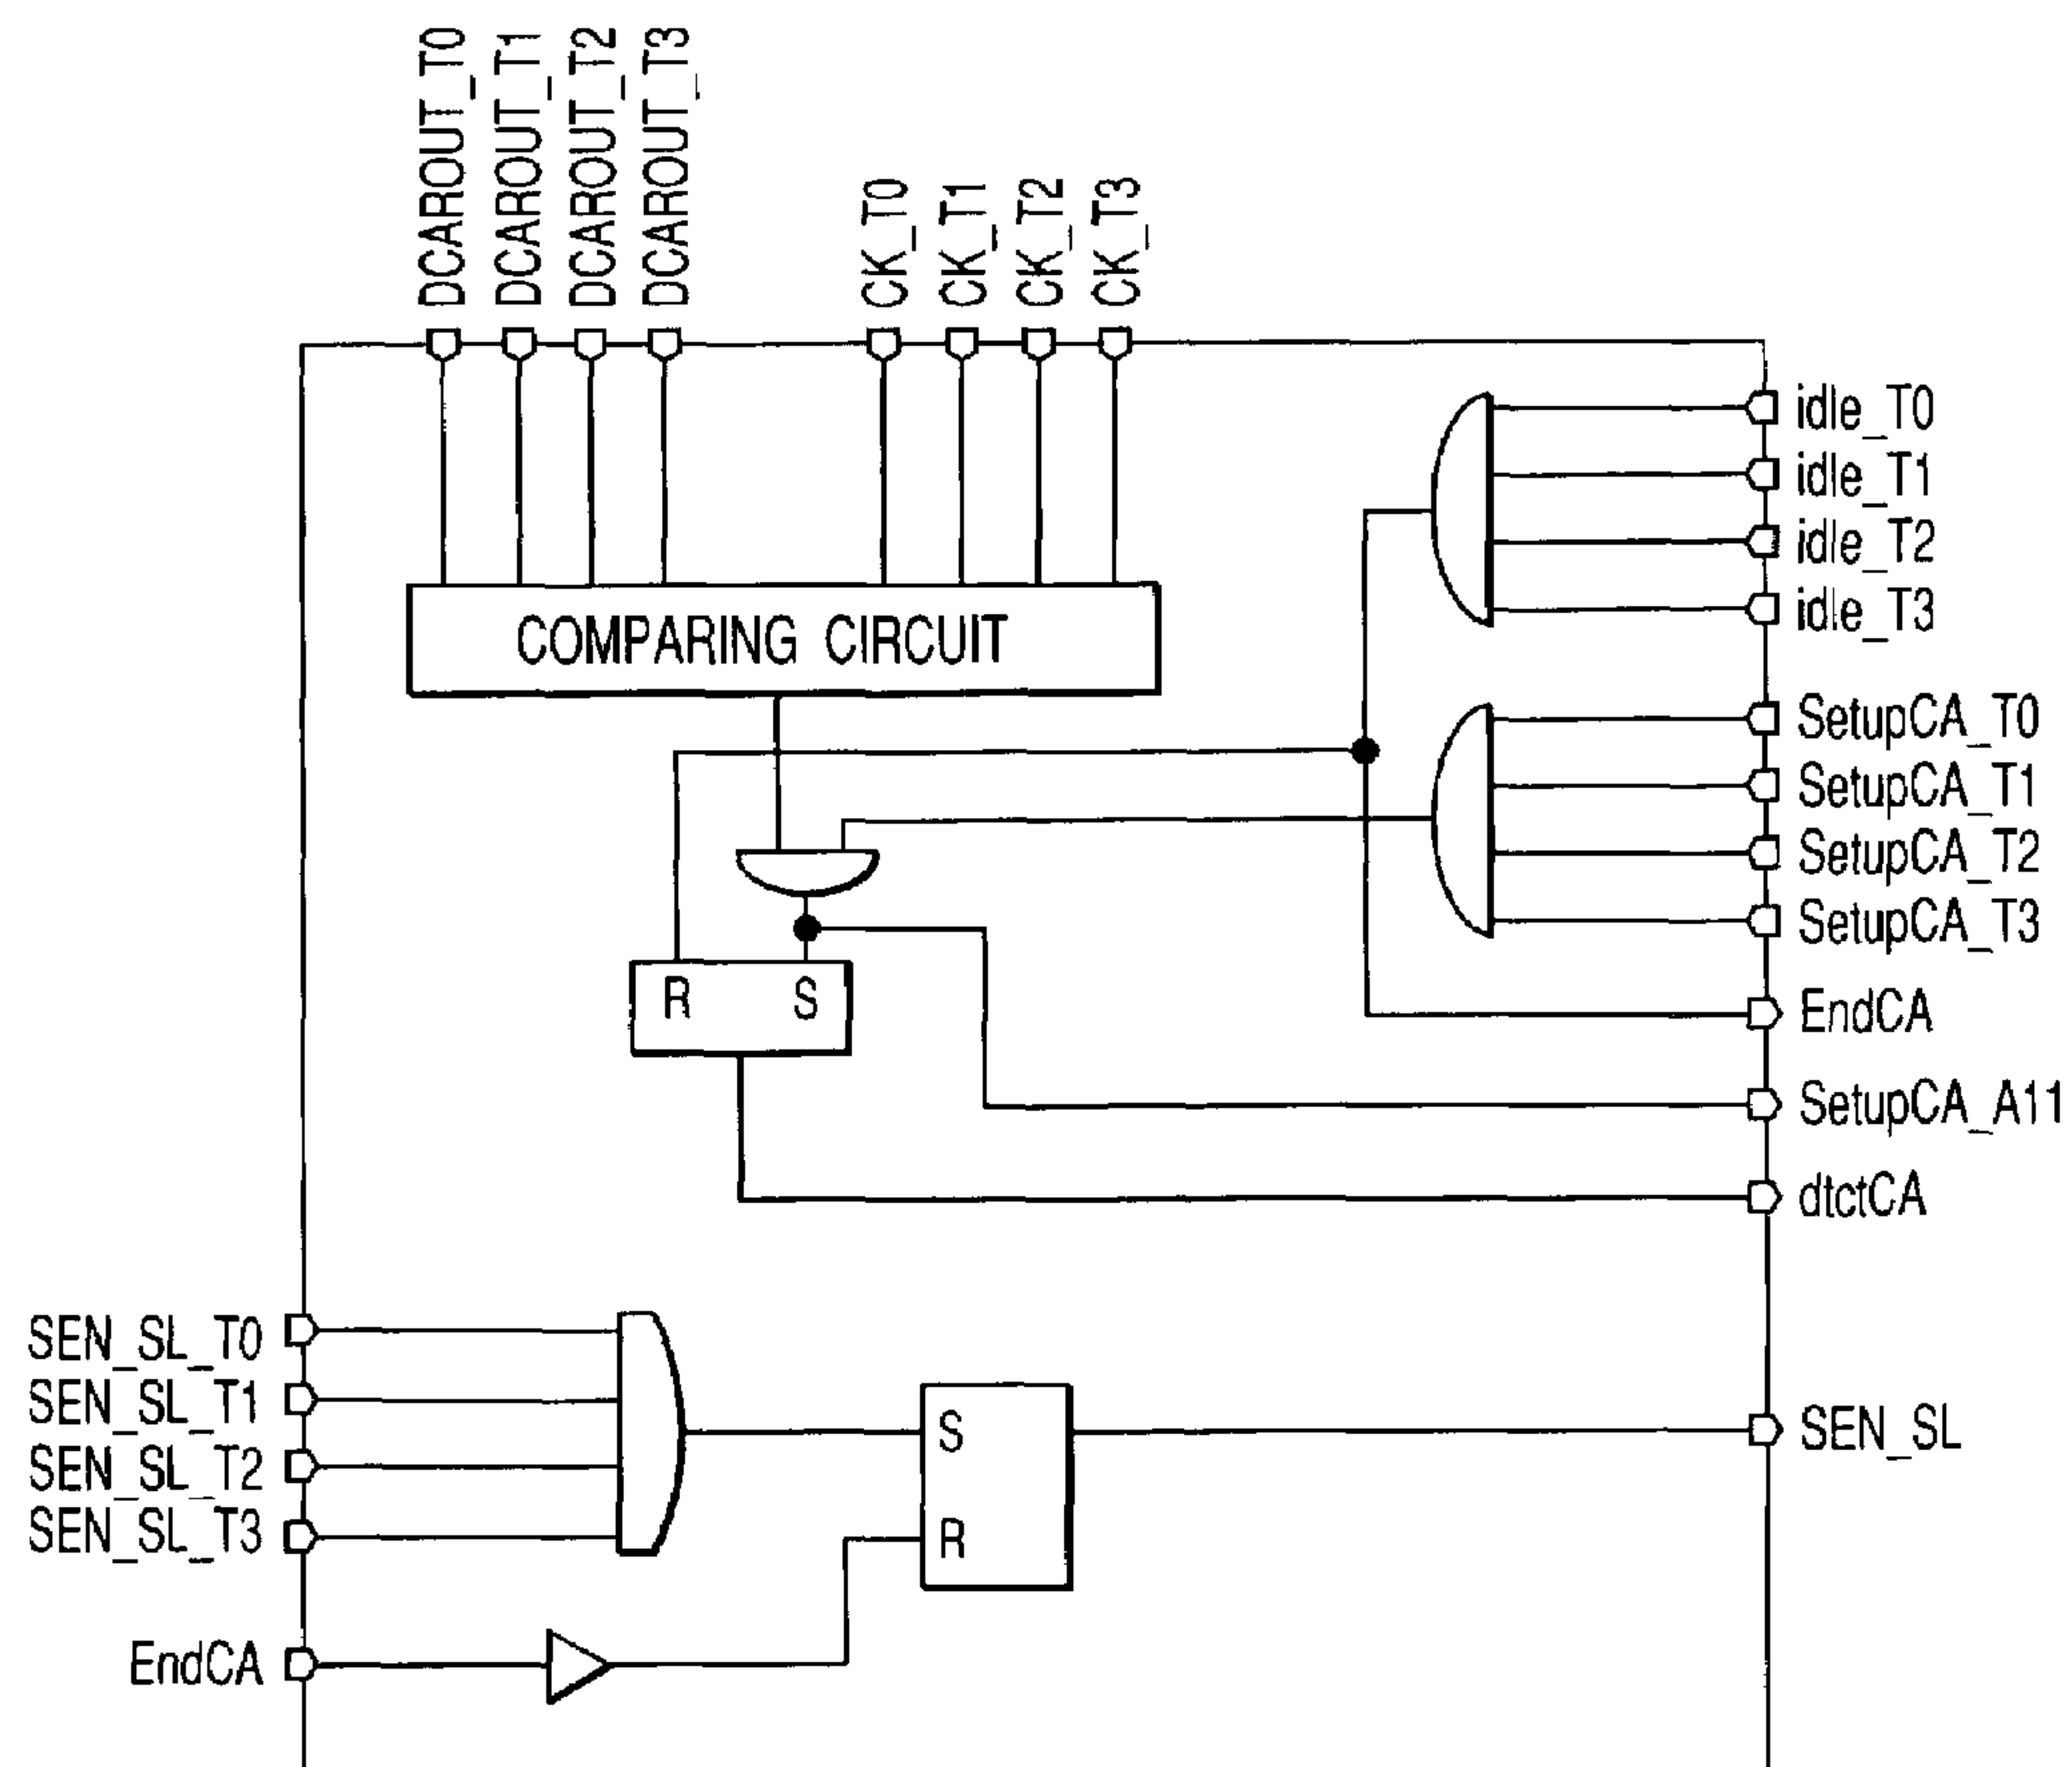 DCAROUT_T0
DCAROUT_T1
DCAROUT_T2
DCAROUT_T3
CK_T0
CK_T1
CK_T2
CK_T3
idle_T0
idle_T1
idle_T2
idle_T3
COMPARING CIRCUIT
SetupCA_T0
SetupCA_T1
SetupCA_T2
SetupCA_T3
R S
EndCA
SetupCA_A11
dtctCA
SEN_SL_T0
SEN_SL_T1
SEN_SL_T2
SEN_SL_T3
S
R
SEN_SL
EndCA